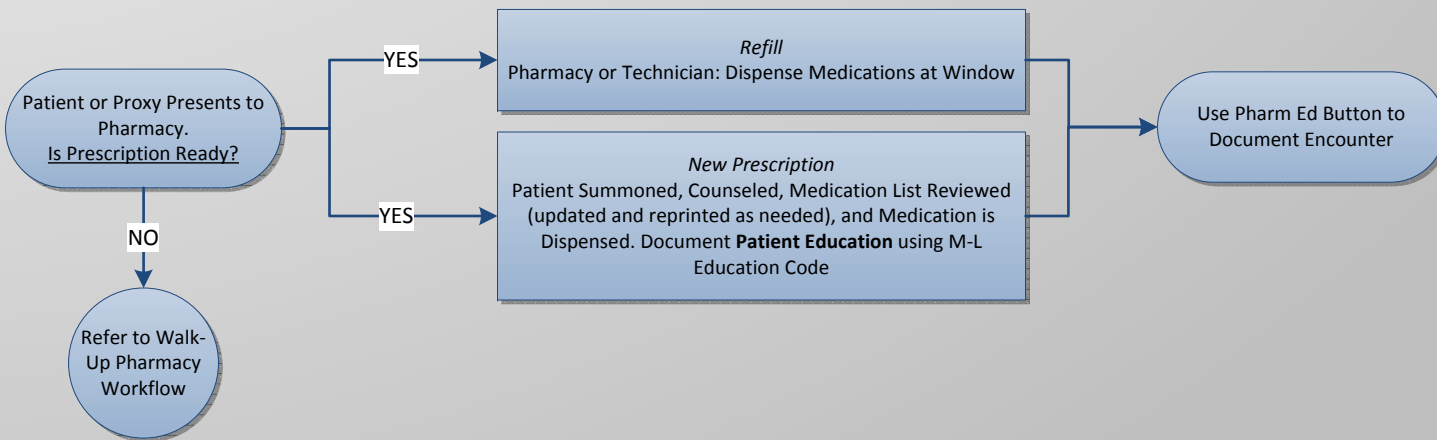 Patient or Proxy Presents to
Pharmacy.
Is Prescription Ready?
YES
Refill
Pharmacy or Technician: Dispense Medications at Window
YES
New Prescription
Patient Summoned, Counseled, Medication List Reviewed
(updated and reprinted as needed), and Medication is
Dispensed. Document Patient Education using M-L
Education Code
Use Pharm Ed Button to
Document Encounter
NO
Refer to Walk-
Up Pharmacy
Workflow